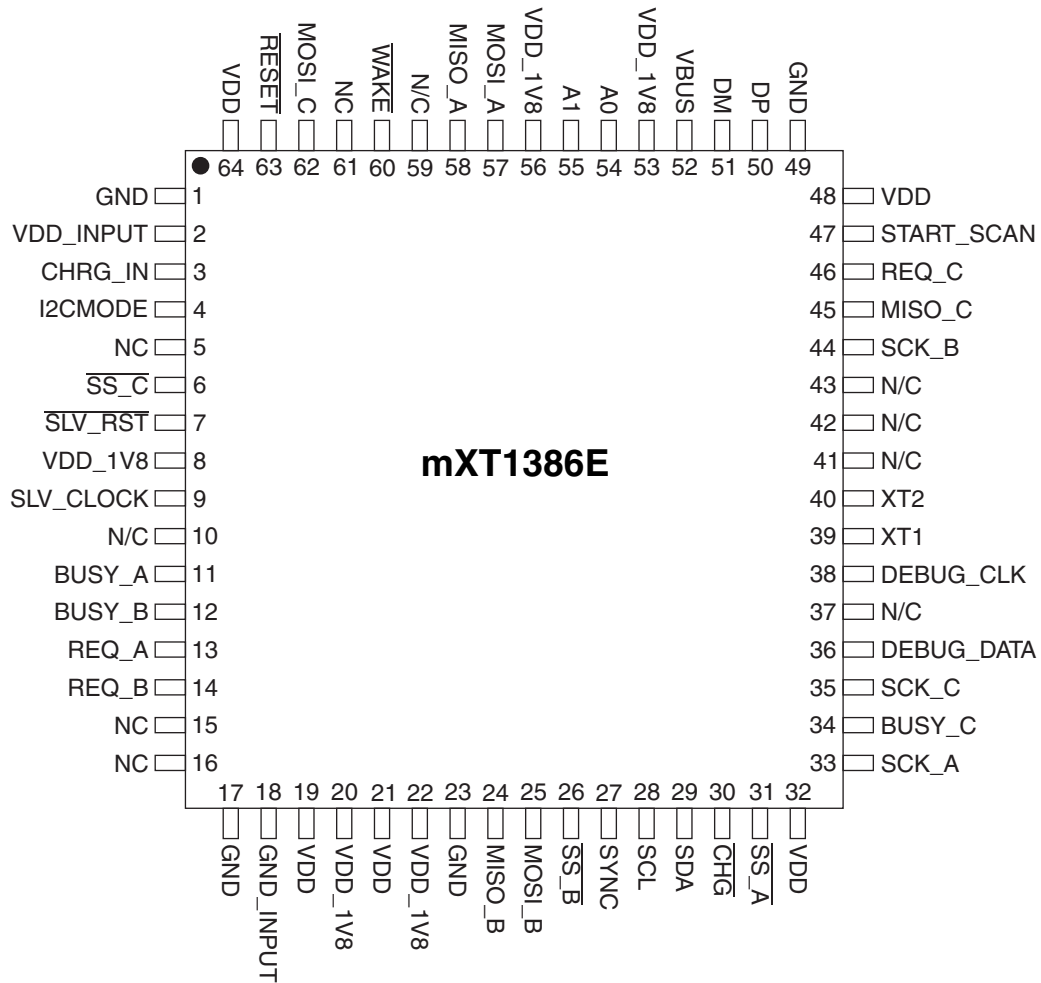 VDD
RESET
MOSI_C
NC
WAKE
N/C
MISO_A
MOSI_A
VDD_1V8
A1
A0
VDD_1V8
VBUS
DM
DP
GND
64 63 62 61 60 59 58 57 56 55 54 53 52 51 50 49
GND 1
VDD_INPUT 2
CHRG_IN 3
I2CMODE 4
NC 5
SS_C 6
SLV_RST 7
VDD_1V8 8
SLV_CLOCK 9
N/C 10
BUSY_A 11
BUSY_B 12
REQ_A 13
REQ_B 14
NC 15
NC 16
mXT1386E
48 VDD
47 START_SCAN
46 REQ_C
45 MISO_C
44 SCK_B
43 N/C
42 N/C
41 N/C
40 XT2
39 XT1
38 DEBUG_CLK
37 N/C
36 DEBUG_DATA
35 SCK_C
34 BUSY_C
33 SCK_A
17 18 19 20 21 22 23 24 25 26 27 28 29 30 31 32
GND
GND_INPUT
VDD
VDD_1V8
VDD
VDD_1V8
GND
MISO_B
MOSI_B
SS_B
SYNC
SCL
SDA
CHG
SS_A
VDD